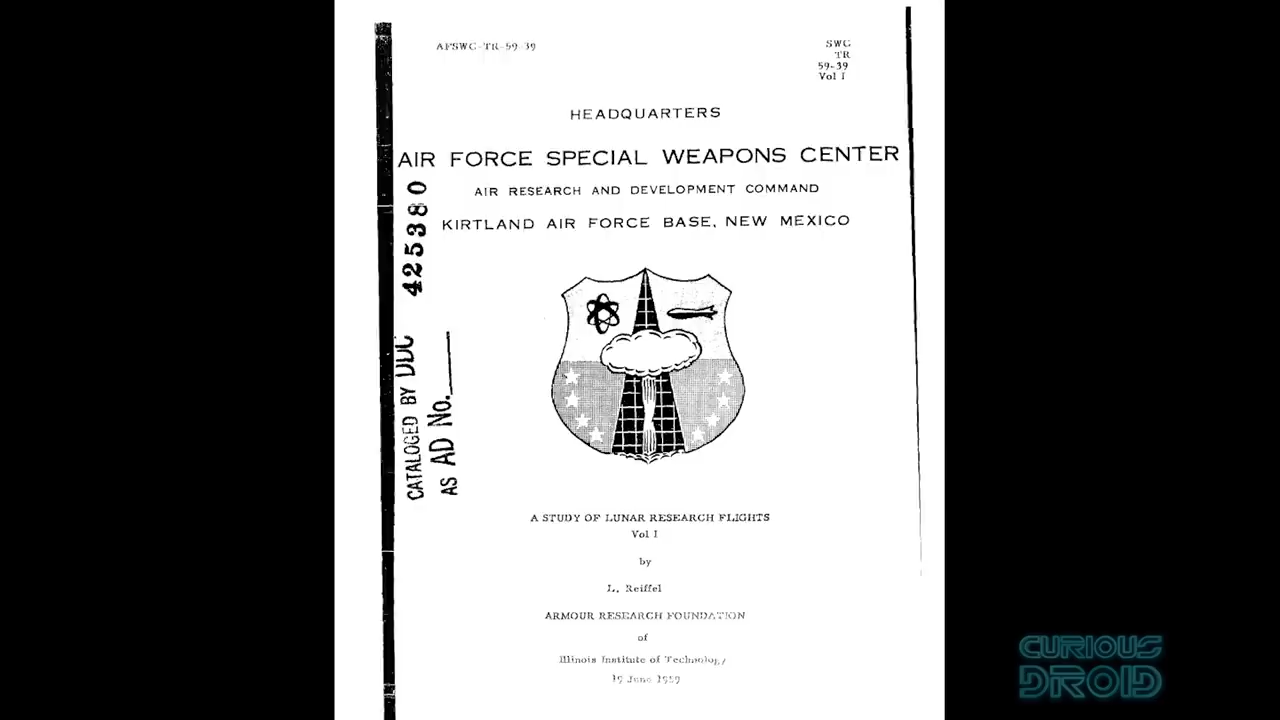 AFSWC-TR-59-39
SWC
TR
59-39
Vol I
HEADQUARTERS
AIR FORCE SPECIAL WEAPONS CENTER
AIR RESEARCH AND DEVELOPMENT COMMAND
KIRTLAND AIR FORCE BASE, NEW MEXICO
425380
CATALOGED BY DDC
AS AD No.
A STUDY OF LUNAR RESEARCH FLIGHTS
Vol I
by
L. Reiffel
ARMOUR RESEARCH FOUNDATION
of
Illinois Institute of Technology
19 June 1959
CURIOUS
DROID